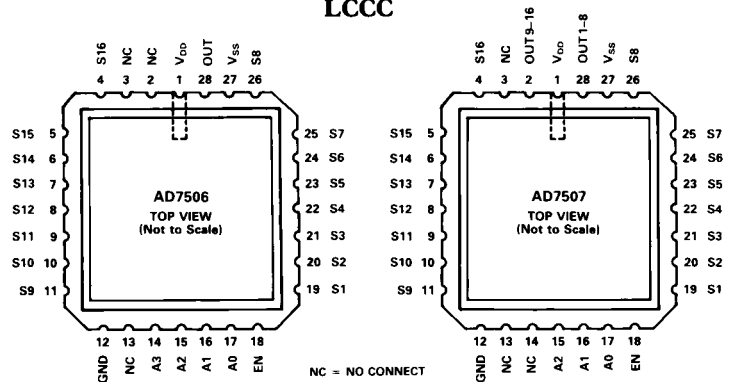 LCCC
S16 NC NC VDD OUT VSS S8
4 3 2 1 28 27 26
S15 5
S14 6
S13 7
S12 8
S11 9
S10 10
S9 11
AD7506
TOP VIEW
(Not to Scale)
25 S7
24 S6
23 S5
22 S4
21 S3
20 S2
19 S1
12 13 14 15 16 17 18
GND NC A3 A2 A1 A0 EN
S16 NC OUT 9-16 VDD OUT 1-8 VSS S8
4 3 2 1 28 27 26
S15 5
S14 6
S13 7
S12 8
S11 9
S10 10
S9 11
AD7507
TOP VIEW
(Not to Scale)
25 S7
24 S6
23 S5
22 S4
21 S3
20 S2
19 S1
12 13 14 15 16 17 18
GND NC NC A2 A1 A0 EN
NC = NO CONNECT